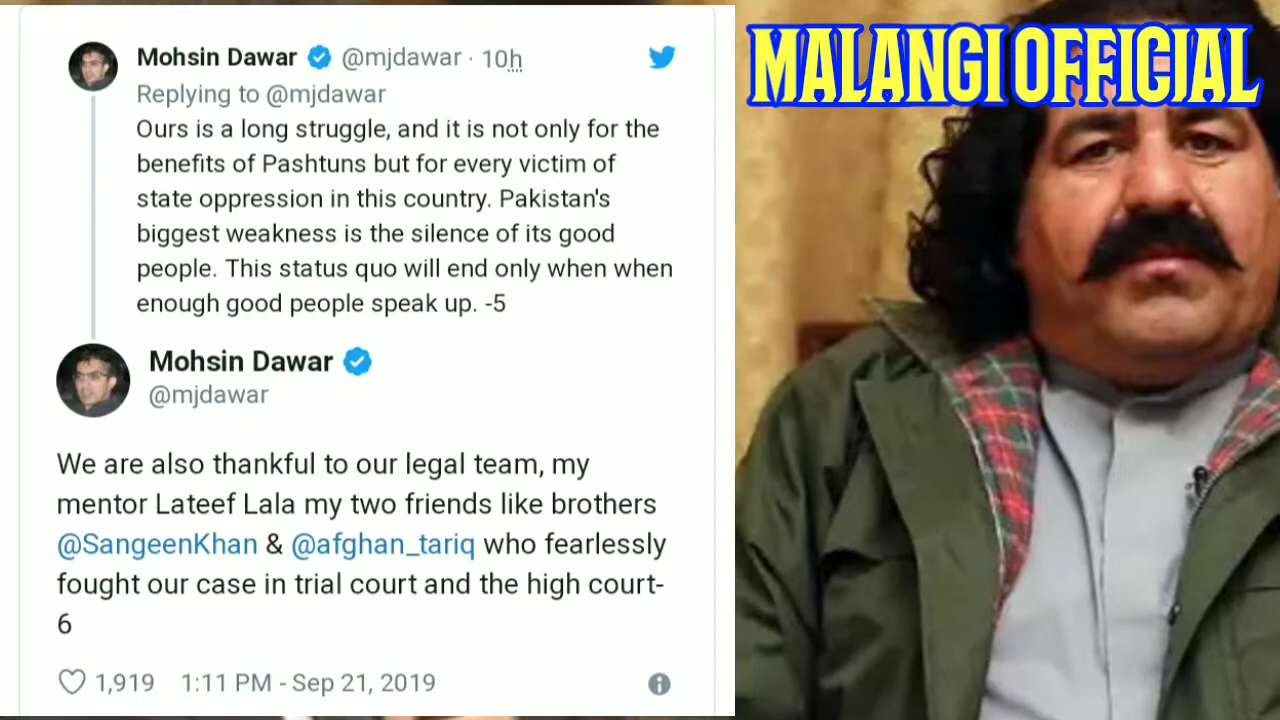 Mohsin Dawar @mjdawar · 10h
Replying to @mjdawar
Ours is a long struggle, and it is not only for the
benefits of Pashtuns but for every victim of
state oppression in this country. Pakistan's
biggest weakness is the silence of its good
people. This status quo will end only when when
enough good people speak up. -5
Mohsin Dawar
@mjdawar
We are also thankful to our legal team, my
mentor Lateef Lala my two friends like brothers
@SangeenKhan & @afghan_tariq who fearlessly
fought our case in trial court and the high court-
6
1,919 1:11 PM - Sep 21, 2019
MALANGI OFFICIAL